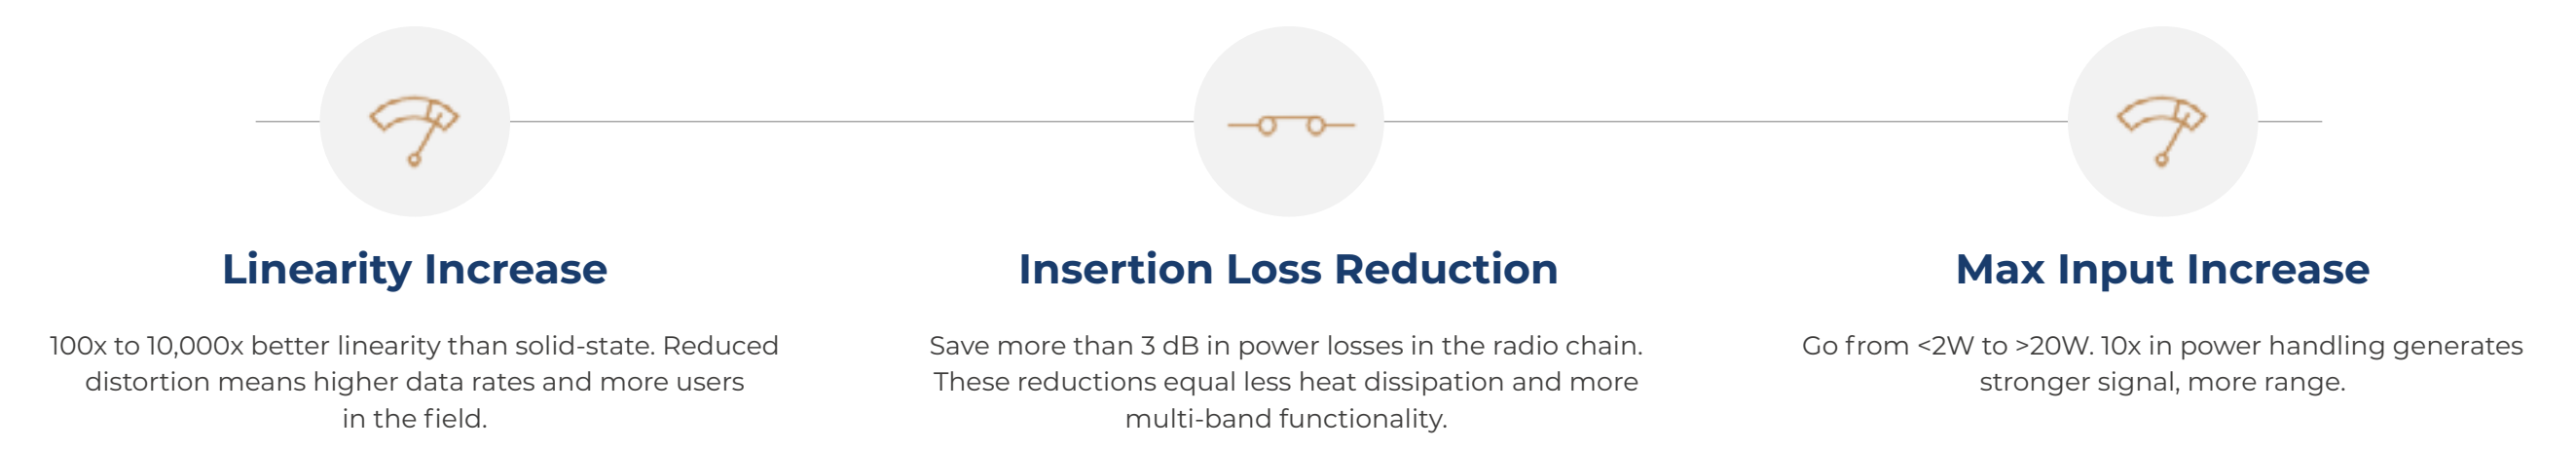 Linearity Increase
100x to 10,000x better linearity than solid-state. Reduced
distortion means higher data rates and more users
in the field.
Insertion Loss Reduction
Save more than 3 dB in power losses in the radio chain.
These reductions equal less heat dissipation and more
multi-band functionality.
Max Input Increase
Go from <2W to >20W. 10x in power handling generates
stronger signal, more range.